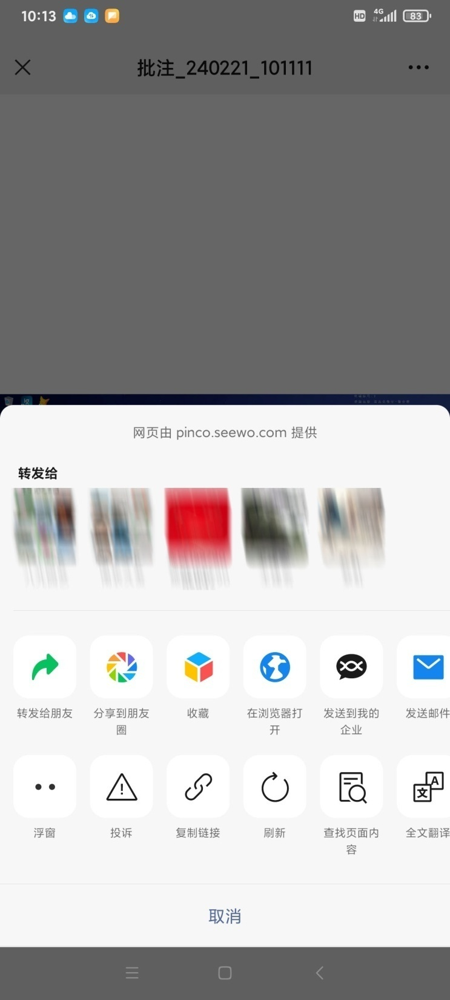 10:13
HD 4G 83
批注_240221_101111
网页由 pinco.seewo.com 提供
转发给
转发给朋友
分享到朋友
圈
收藏
在浏览器打
开
发送到我的
企业
发送邮件
浮窗
投诉
复制链接
刷新
查找页面内
容
全文翻译
取消